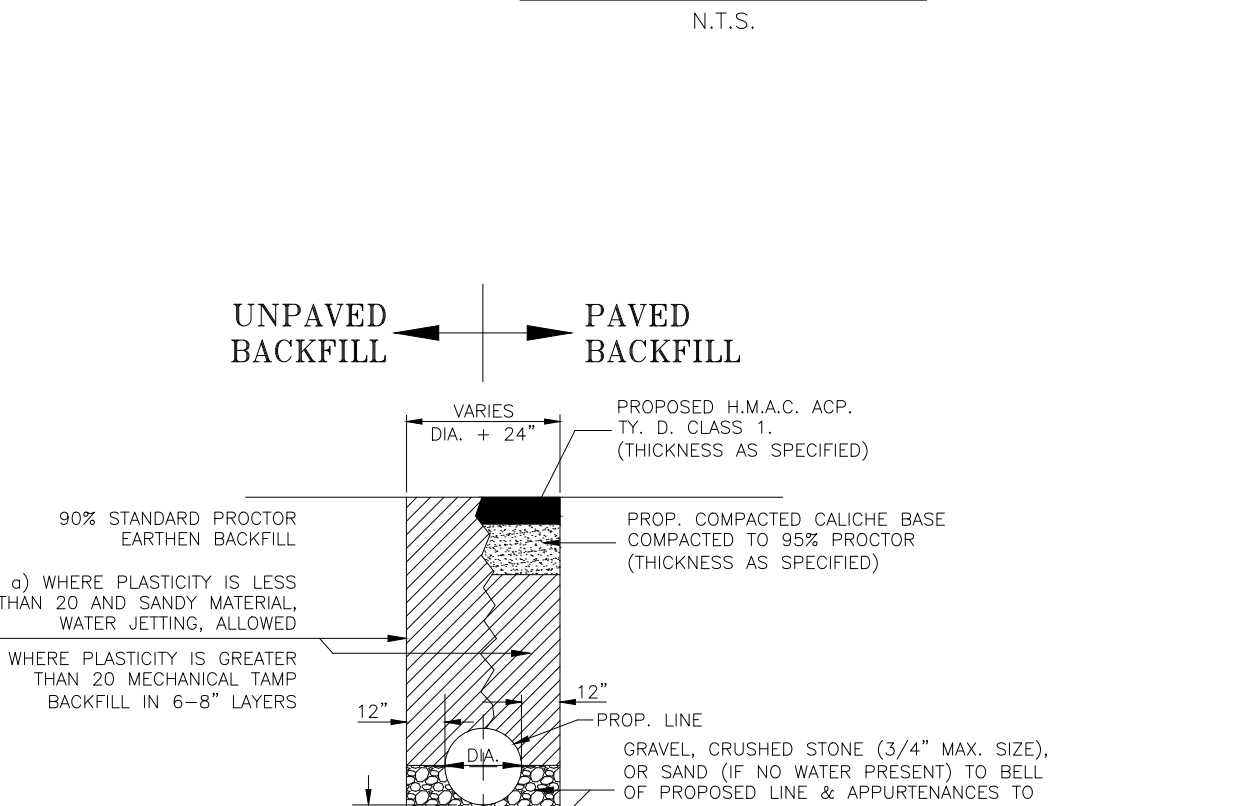 N.T.S.
UNPAVED
BACKFILL
PAVED
BACKFILL
VARIES
DIA. + 24"
PROPOSED H.M.A.C. ACP.
TY. D. CLASS 1.
(THICKNESS AS SPECIFIED)
90% STANDARD PROCTOR
EARTHEN BACKFILL
PROP. COMPACTED CALICHE BASE
COMPACTED TO 95% PROCTOR
(THICKNESS AS SPECIFIED)
a) WHERE PLASTICITY IS LESS
THAN 20 AND SANDY MATERIAL,
WATER JETTING, ALLOWED
WHERE PLASTICITY IS GREATER
THAN 20 MECHANICAL TAMP
BACKFILL IN 6-8" LAYERS
12"
12"
PROP. LINE
DIA.
GRAVEL, CRUSHED STONE (3/4" MAX. SIZE),
OR SAND (IF NO WATER PRESENT) TO BELL
OF PROPOSED LINE & APPURTENANCES TO